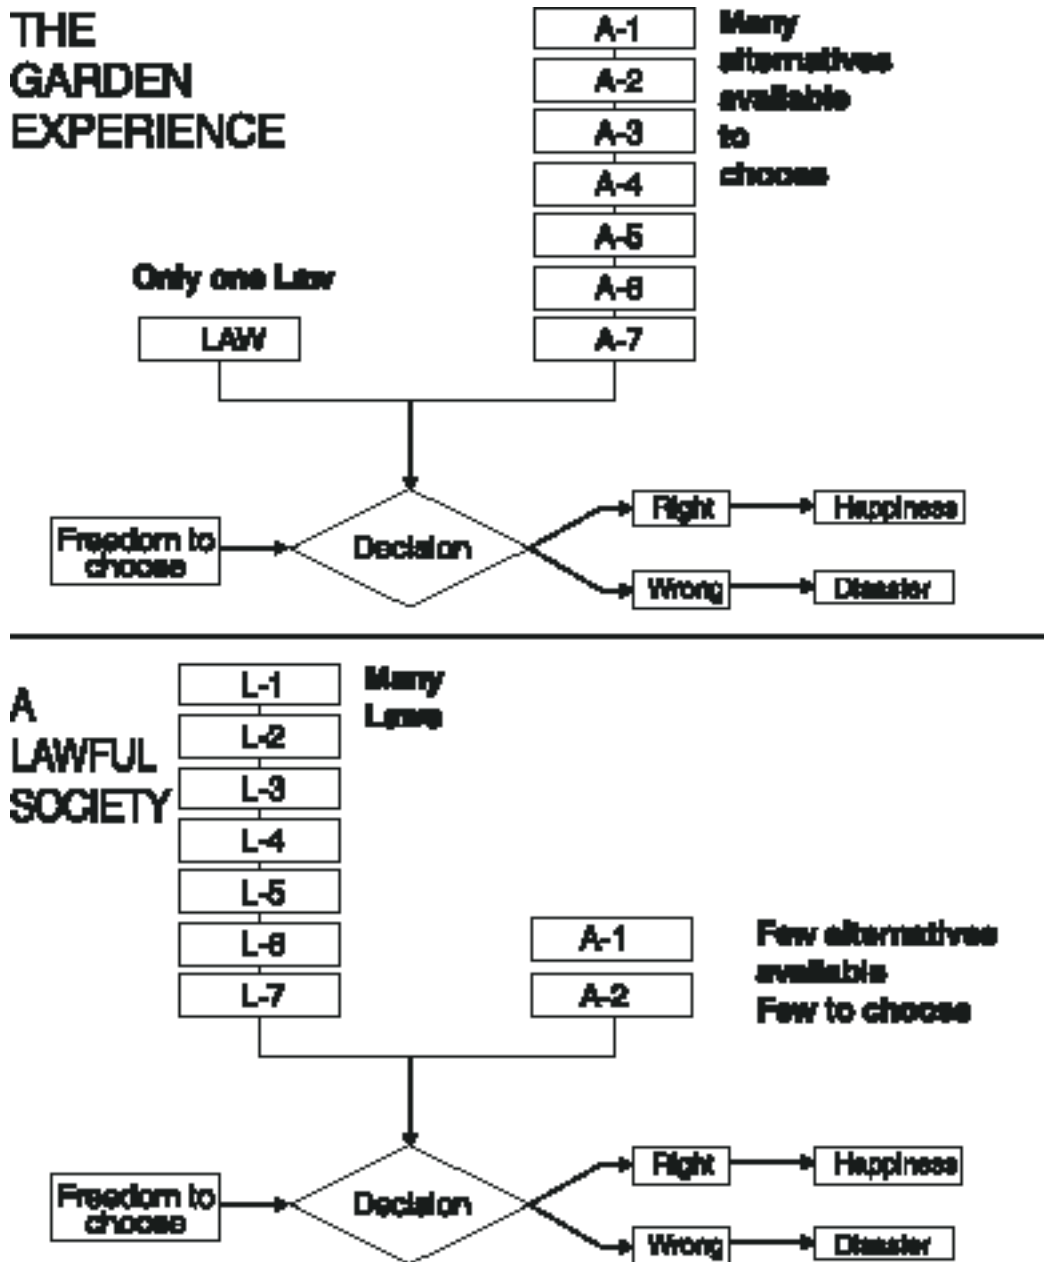 THE
GARDEN
EXPERIENCE
A-1
A-2
A-3
A-4
A-5
A-6
A-7
Many
alternatives
available
to
choose
Only one Law
LAW
Freedom to
choose
Decision
Right
Happiness
Wrong
Disaster
A
LAWFUL
SOCIETY
L-1
L-2
L-3
L-4
L-5
L-6
L-7
Many
Laws
A-1
A-2
Few alternatives
available
Few to choose
Freedom to
choose
Decision
Right
Happiness
Wrong
Disaster